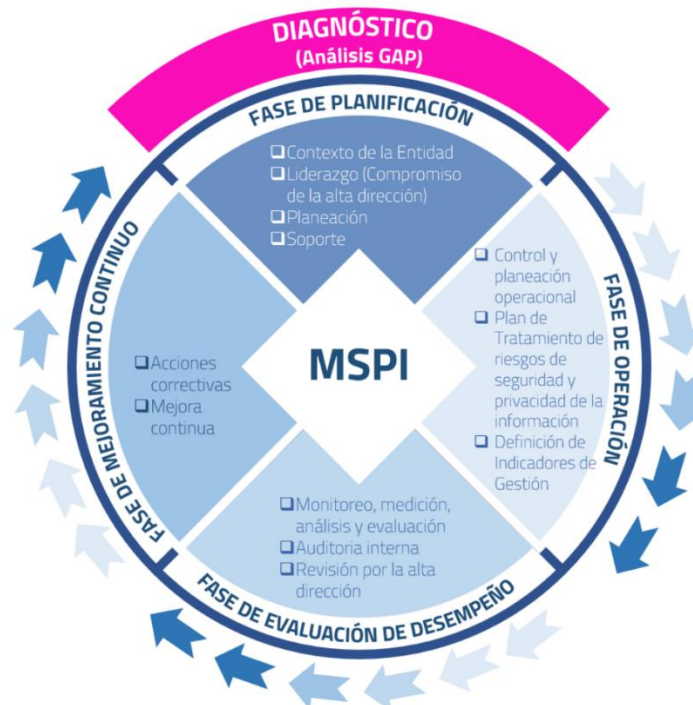 DIAGNÓSTICO
(Análisis GAP)
FASE DE PLANIFICACIÓN
❑Contexto de la Entidad
❑Liderazgo (Compromiso
de la alta dirección)
❑Planeación
❑Soporte
FASE DE OPERACIÓN
❑ Control y
planeación
operacional
❑ Plan de
Tratamiento de
riesgos de
seguridad y
privacidad de la
información
❑ Definición de
Indicadores de
Gestión
MSPI
FASE DE EVALUACIÓN DE DESEMPEÑO
❑Monitoreo, medición,
análisis y evaluación
❑Auditoria interna
❑Revisión por la alta
dirección
FASE DE MEJORAMIENTO CONTINUO
❑Acciones
correctivas
❑Mejora
continua